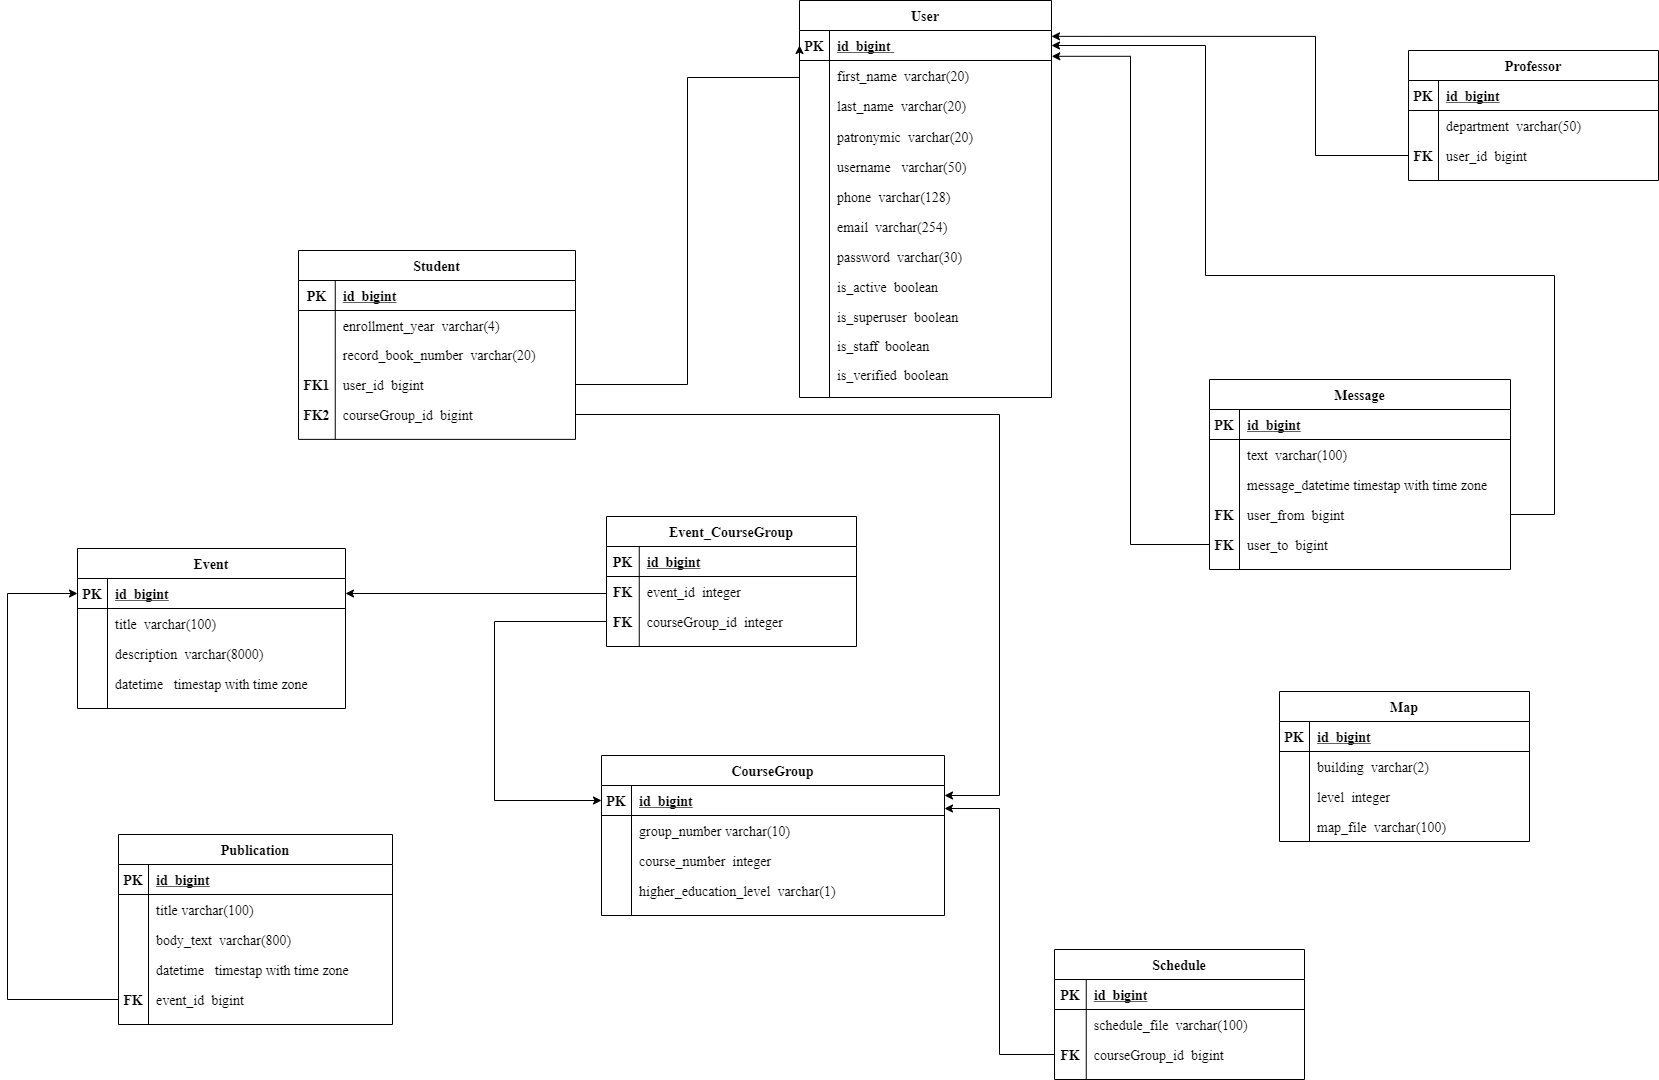 User
PK id_bigint
first_name varchar(20)
last_name varchar(20)
patronymic varchar(20)
username varchar(50)
phone varchar(128)
email varchar(254)
password varchar(30)
is_active boolean
is_superuser boolean
is_staff boolean
is_verified boolean
Professor
PK id_bigint
department varchar(50)
FK user_id bigint
Student
PK id_bigint
enrollment_year varchar(4)
record_book_number varchar(20)
FK1 user_id bigint
FK2 courseGroup_id bigint
Message
PK id_bigint
text varchar(100)
message_datetime timestap with time zone
FK user_from bigint
FK user_to bigint
Event_CourseGroup
PK id_bigint
FK event_id integer
FK courseGroup_id integer
Event
PK id_bigint
title varchar(100)
description varchar(8000)
datetime timestap with time zone
Map
PK id_bigint
building varchar(2)
level integer
map_file varchar(100)
CourseGroup
PK id_bigint
group_number varchar(10)
course_number integer
higher_education_level varchar(1)
Publication
PK id_bigint
title varchar(100)
body_text varchar(800)
datetime timestap with time zone
FK event_id bigint
Schedule
PK id_bigint
schedule_file varchar(100)
FK courseGroup_id bigint